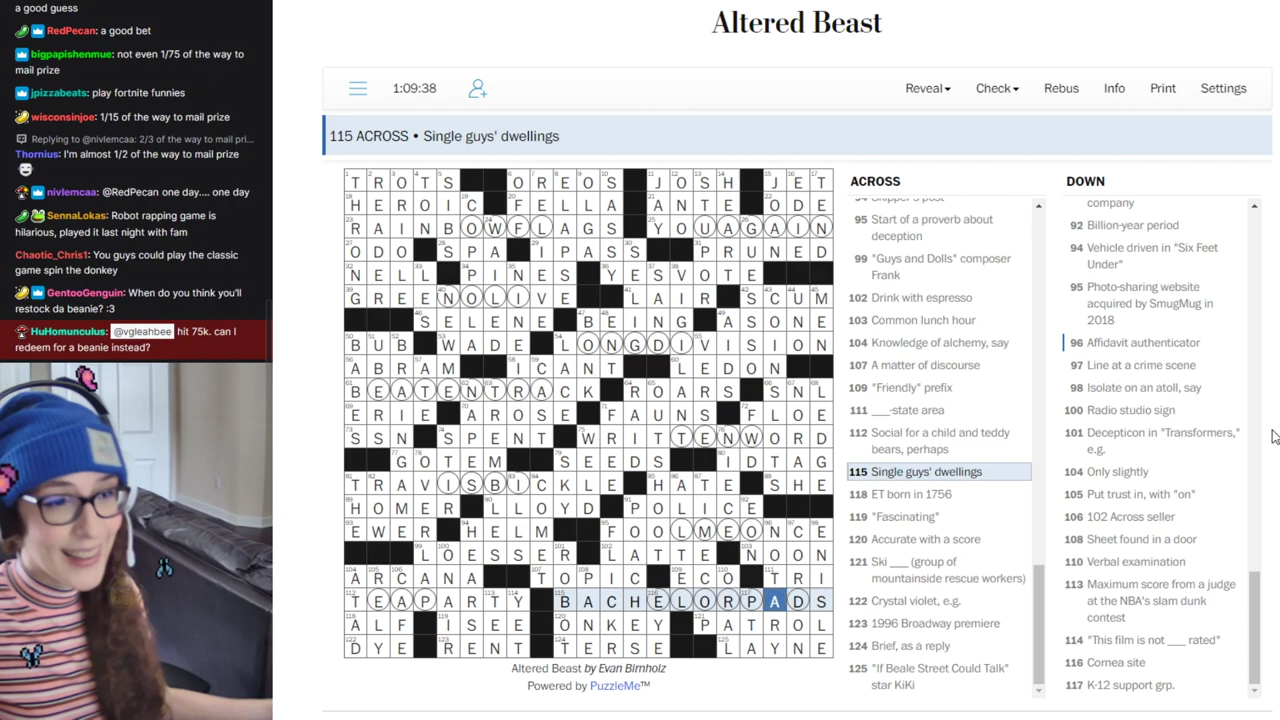 a good guess
RedPecan: a good bet
bigpapishenmue: not even 1/75 of the way to
mail prize
jpizzabeats: play fortnite funnies
wisconsinjoe: 1/15 of the way to mail prize
Replying to @nivlemcaa: 2/3 of the way to mail pri...
Thornius: I'm almost 1/2 of the way to mail prize
nivlemcaa: @RedPecan one day.... one day
SennaLokas: Robot rapping game is
hilarious, played it last night with fam
Chaotic_Chris1: You guys could play the classic
game spin the donkey
GentooGenguin: When do you think you'll
restock da beanie? :3
HuHomunculus: @vgleahbee hit 75k. can I
redeem for a beanie instead?
Altered Beast
1:09:38
Reveal Check Rebus Info Print Settings
115 ACROSS • Single guys' dwellings
T R O T S O R E O S J O S H J E T
H E R O I C F E L L A A N T E O D E
R A I N B O W F L A G S Y O U A G A I N
O D O S P A I P A S S P R U N E D
N E L L P I N E S Y E S V O T E
G R E E N O L I V E L A I R S C U M
S E L E N E B E I N G A S O N E
B U B W A D E L O N G D I V I S I O N
A B R A M I C A N T L E D O N
B E A T E N T R A C K R O A R S S N L
E R I E A R O S E F A U N S F L O E
S S N S P E N T W R I T T E N W O R D
G O T E M S E E D S I D T A G
T R A V I S B I C K L E H A T E S H E
H O M E R L L O Y D P O L I C E
E W E R H E L M F O O L M E O N C E
L O E S S E R L A T T E N O O N
A R C A N A T O P I C E C O T R I
T E A P A R T Y B A C H E L O R P A D S
A L F I S E E O N K E Y P A T R O L
D Y E R E N T T E R S E L A Y N E
Altered Beast by Evan Birnholz
Powered by PuzzleMe™
ACROSS
95 Start of a proverb about
deception
99 "Guys and Dolls" composer
Frank
102 Drink with espresso
103 Common lunch hour
104 Knowledge of alchemy, say
107 A matter of discourse
109 "Friendly" prefix
111 ___-state area
112 Social for a child and teddy
bears, perhaps
115 Single guys' dwellings
118 ET born in 1756
119 "Fascinating"
120 Accurate with a score
121 Ski ___ (group of
mountainside rescue workers)
122 Crystal violet, e.g.
123 1996 Broadway premiere
124 Brief, as a reply
125 "If Beale Street Could Talk"
star KiKi
DOWN
company
92 Billion-year period
94 Vehicle driven in "Six Feet
Under"
95 Photo-sharing website
acquired by SmugMug in
2018
96 Affidavit authenticator
97 Line at a crime scene
98 Isolate on an atoll, say
100 Radio studio sign
101 Decepticon in "Transformers,"
e.g.
104 Only slightly
105 Put trust in, with "on"
106 102 Across seller
108 Sheet found in a door
110 Verbal examination
113 Maximum score from a judge
at the NBA's slam dunk
contest
114 "This film is not ___ rated"
116 Cornea site
117 K-12 support grp.